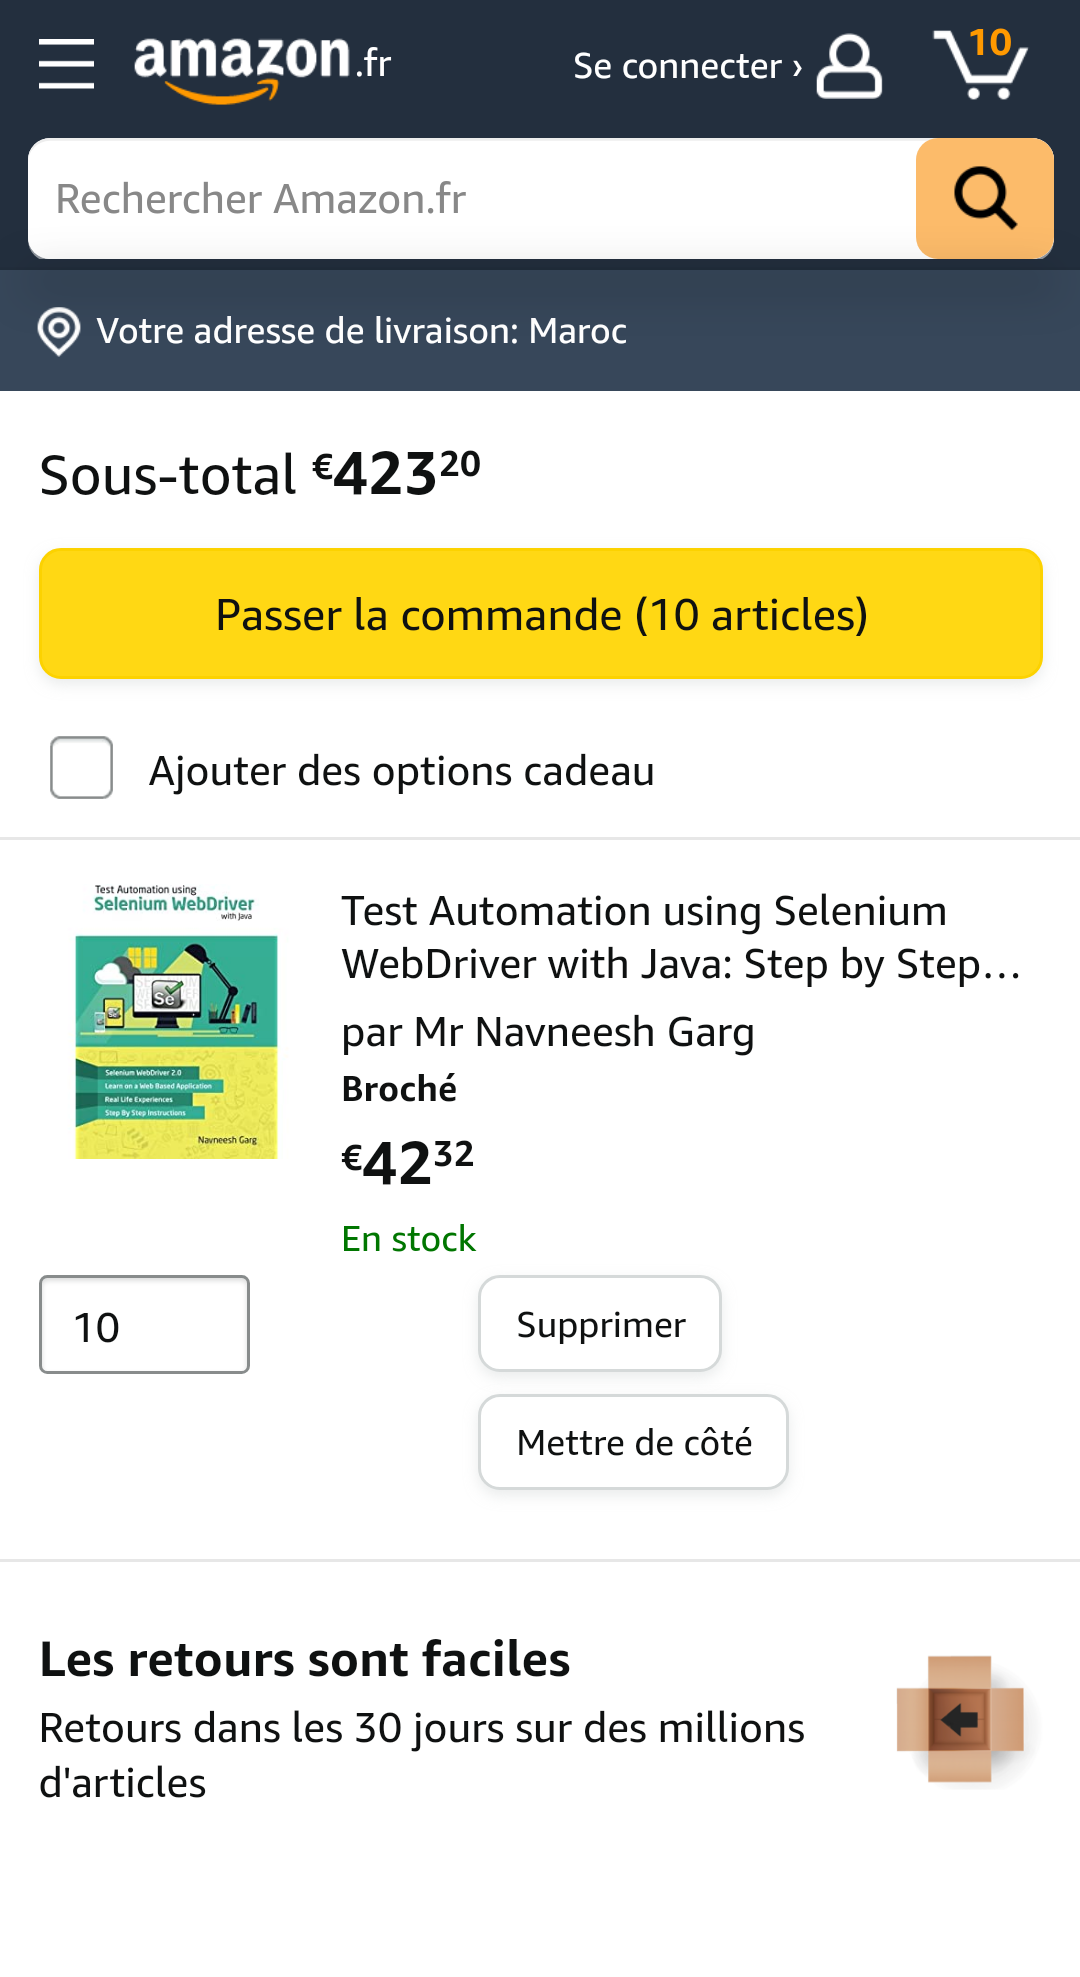 amazon.fr
Se connecter ›
10
Rechercher Amazon.fr
Votre adresse de livraison: Maroc
Sous-total €42320
Passer la commande (10 articles)
Ajouter des options cadeau
Test Automation using
Selenium WebDriver
with Java
Se
Selenium WebDriver 2.0
Learn on a Web Based Application
Real Life Experiences
Step By Step Instructions
Navneesh Garg
Test Automation using Selenium
WebDriver with Java: Step by Step...
par Mr Navneesh Garg
Broché
€4232
En stock
10
Supprimer
Mettre de côté
Les retours sont faciles
Retours dans les 30 jours sur des millions
d'articles